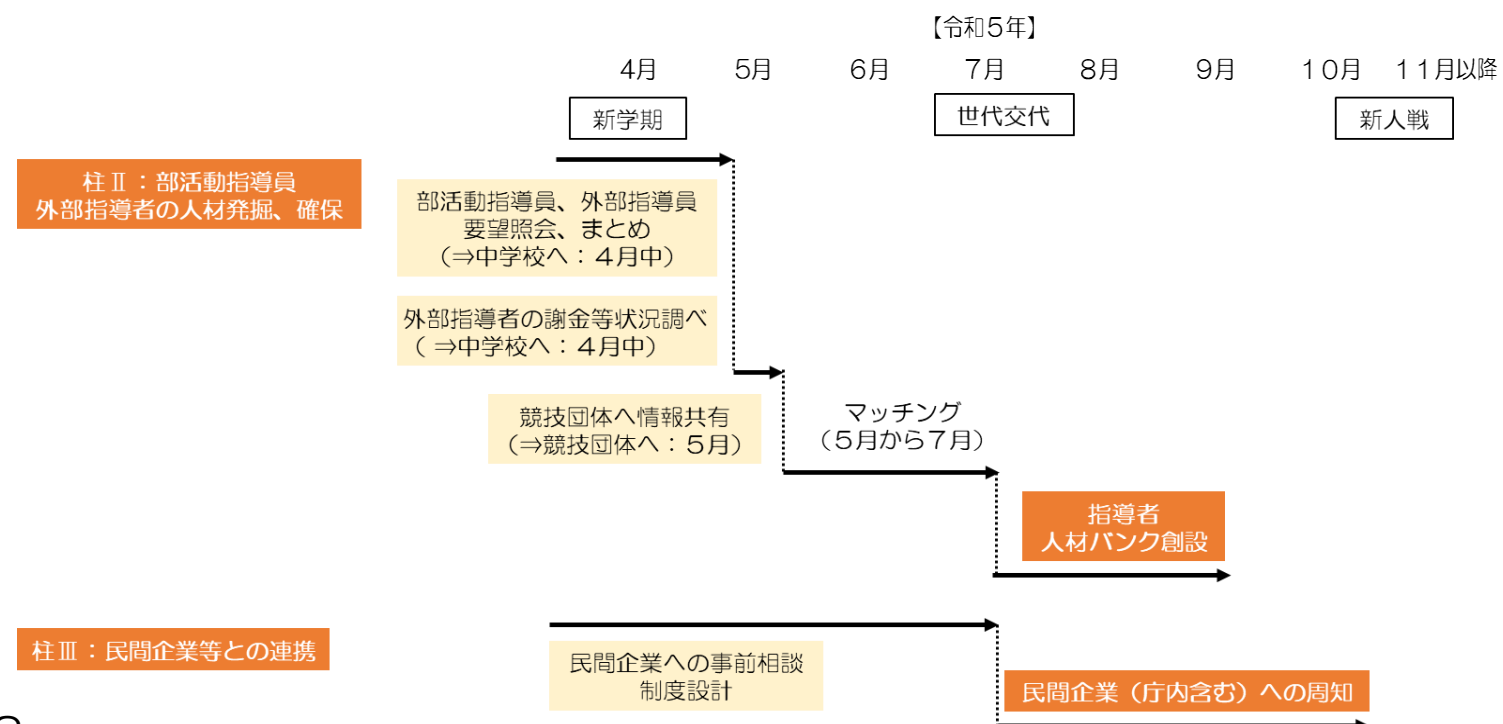 【令和5年】
4月 5月 6月 7月 8月 9月 10月 11月以降
新学期 世代交代 新人戦
柱Ⅱ：部活動指導員
外部指導者の人材発掘、確保
部活動指導員、外部指導員
要望照会、まとめ
（⇒中学校へ：４月中）
外部指導者の謝金等状況調べ
（ ⇒中学校へ：４月中）
競技団体へ情報共有
（⇒競技団体へ：５月）
マッチング
（５月から７月）
指導者
人材バンク創設
柱Ⅲ：民間企業等との連携
民間企業への事前相談
制度設計
民間企業（庁内含む）への周知